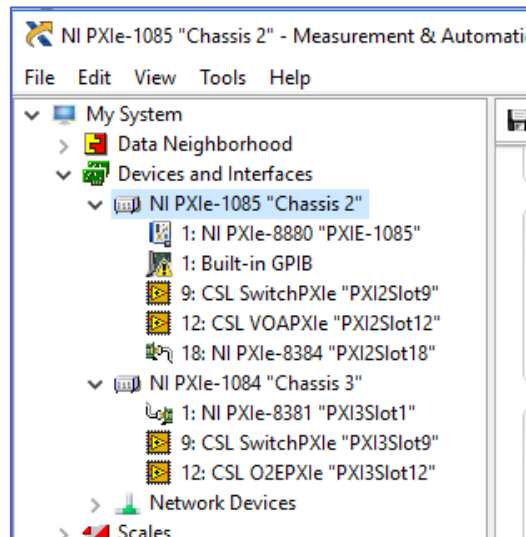 NI PXIe-1085 "Chassis 2" - Measurement & Automati
File Edit View Tools Help
My System
Data Neighborhood
Devices and Interfaces
NI PXIe-1085 "Chassis 2"
1: NI PXIe-8880 "PXIE-1085"
1: Built-in GPIB
9: CSL SwitchPXIe "PXI2Slot9"
12: CSL VOAPXIe "PXI2Slot12"
18: NI PXIe-8384 "PXI2Slot18"
NI PXIe-1084 "Chassis 3"
1: NI PXIe-8381 "PXI3Slot1"
9: CSL SwitchPXIe "PXI3Slot9"
12: CSL O2EPXIe "PXI3Slot12"
Network Devices
Scales